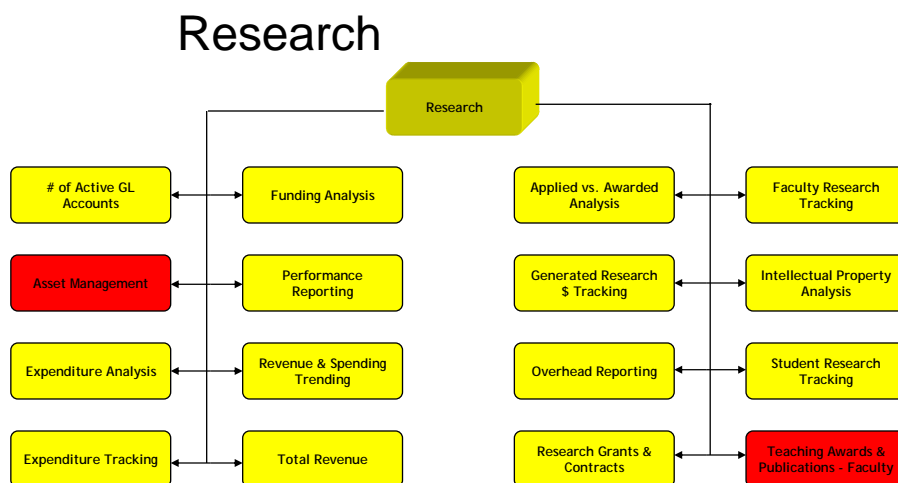 Research
Research
# of Active GL
Accounts
Funding Analysis
Applied vs. Awarded
Analysis
Faculty Research
Tracking
Asset Management
Performance
Reporting
Generated Research
$ Tracking
Intellectual Property
Analysis
Expenditure Analysis
Revenue & Spending
Trending
Overhead Reporting
Student Research
Tracking
Expenditure Tracking
Total Revenue
Research Grants &
Contracts
Teaching Awards &
Publications - Faculty